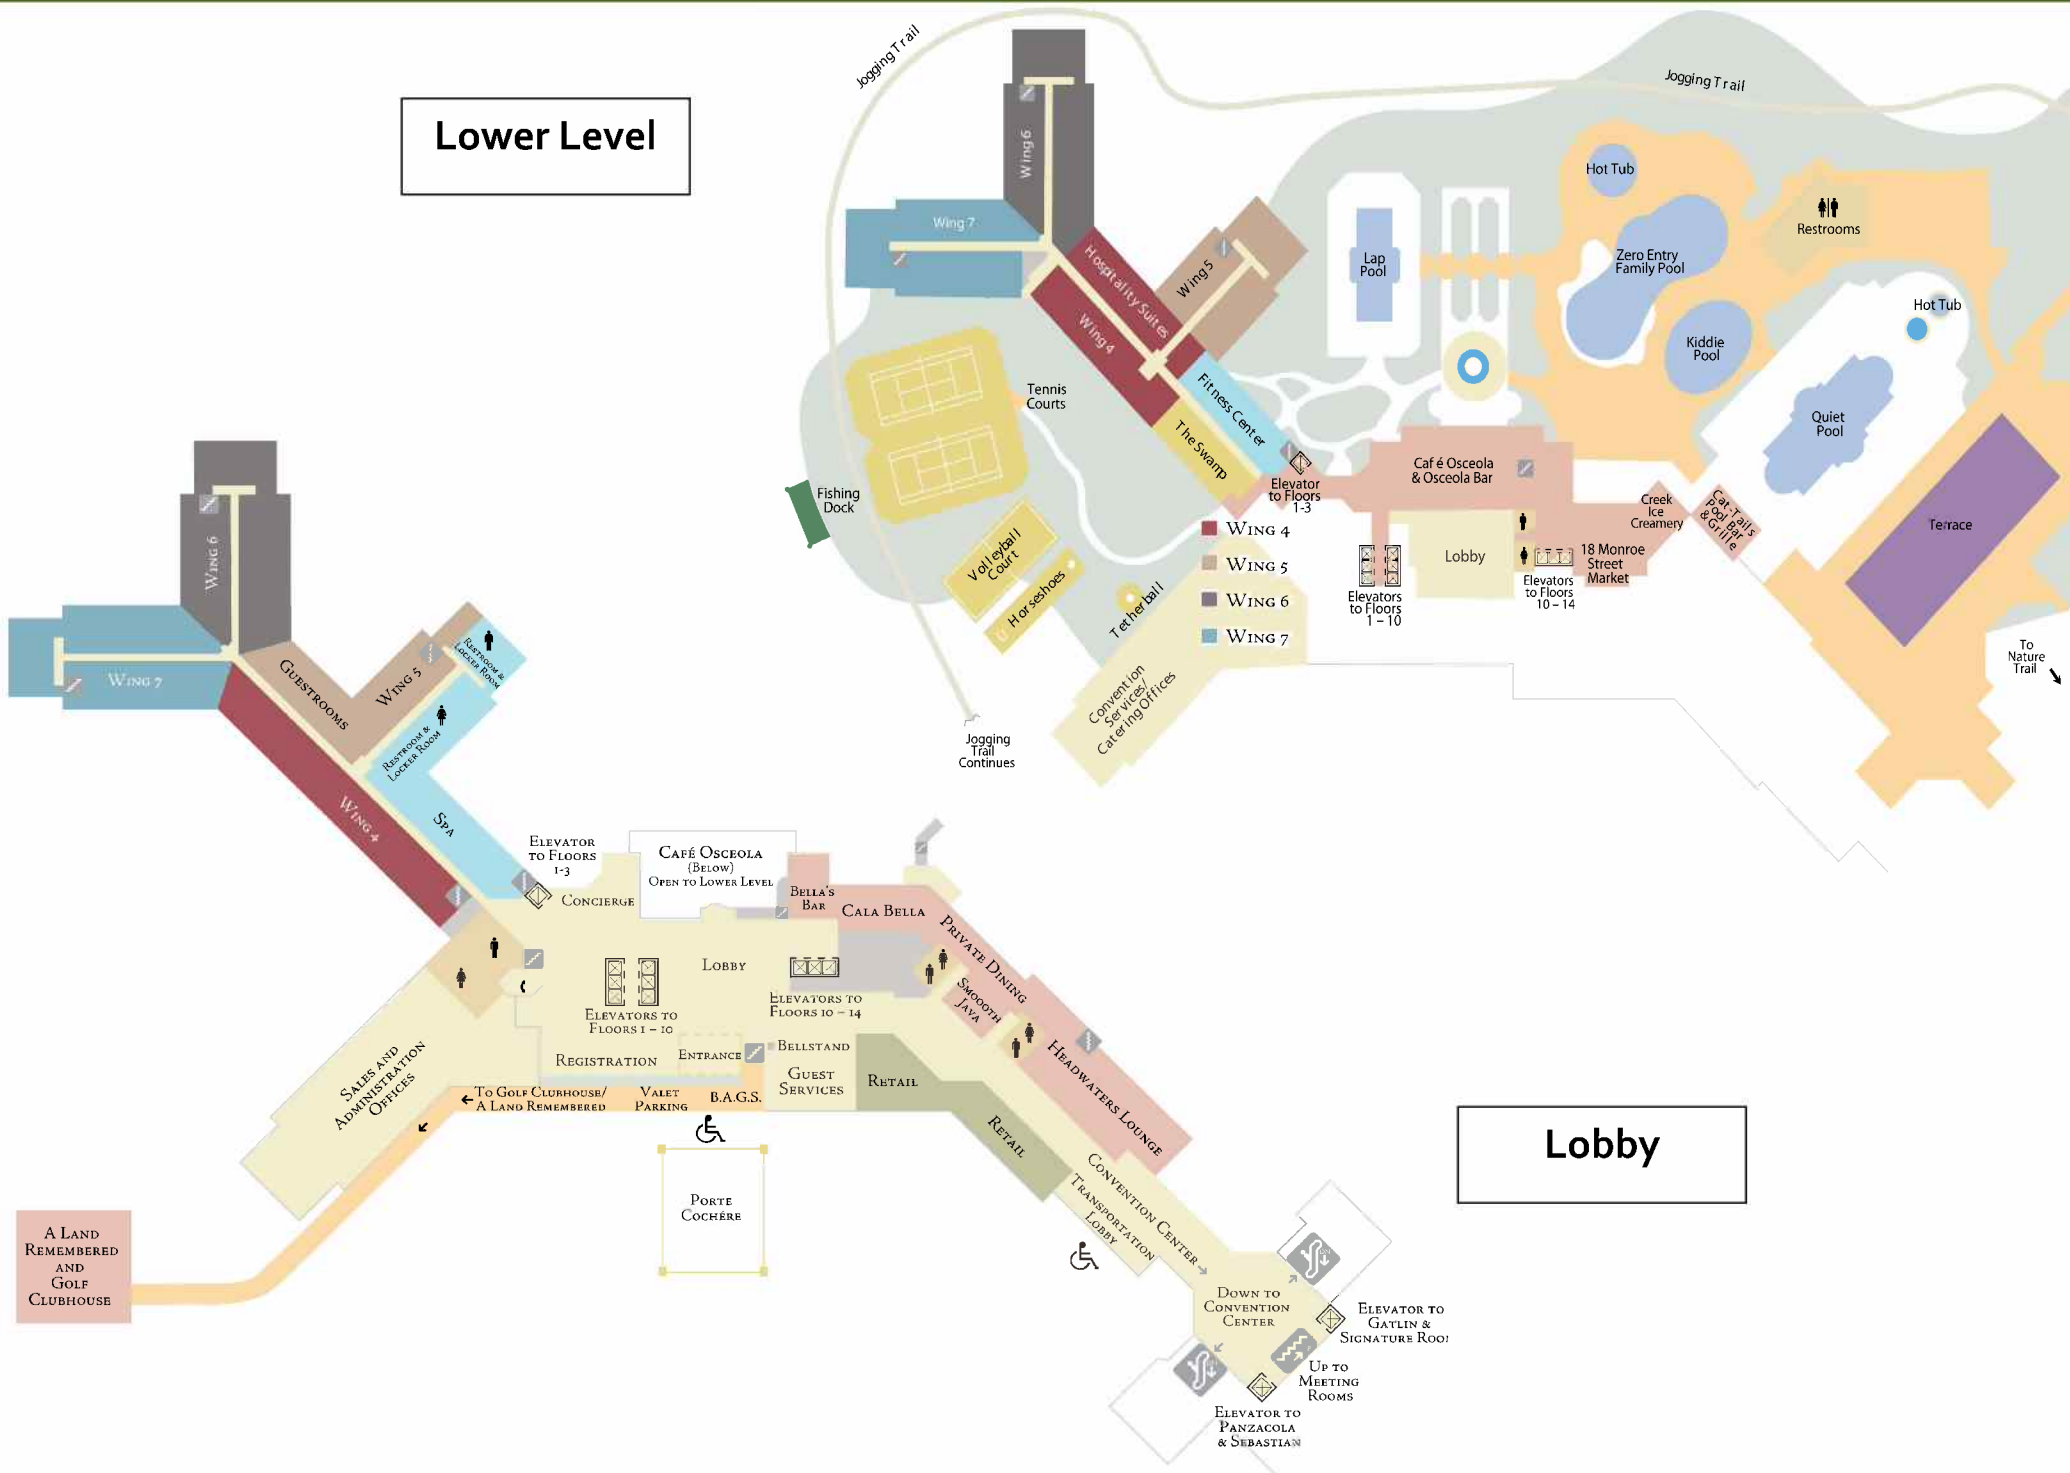 Lower Level
Jogging Trail
Jogging Trail
Wing 6
Wing 7
Hospitality Suites
Wing 5
Wing 4
Fitness Center
The Swamp
Tennis
Courts
Fishing
Dock
Volleyball
Court
Horseshoes
Tetherball
Jogging
Trail
Continues
Convention
Services/
Catering Offices
Wing 4
Wing 5
Wing 6
Wing 7
Elevator
to Floors
1-3
Lap
Pool
Hot Tub
Zero Entry
Family Pool
Kiddie
Pool
Restrooms
Hot Tub
Quiet
Pool
Terrace
Café Osceola
& Osceola Bar
Creek
Ice
Creamery
Cat-Tails
Pool Bar
& Grille
Lobby
18 Monroe
Street
Market
Elevators
to Floors
1 – 10
Elevators
to Floors
10 – 14
To
Nature
Trail
Lobby
Wing 6
Wing 7
Guestrooms
Wing 5
Restroom &
Locker Room
Restroom &
Locker Room
Wing 4
Spa
Elevator
to Floors
1-3
Concierge
Café Osceola
(Below)
Open to Lower Level
Bella's
Bar
Cala Bella
Private Dining
Smoooth
Java
Headwaters Lounge
Lobby
Elevators to
Floors 1 – 10
Elevators to
Floors 10 – 14
Registration
Entrance
Bellstand
Guest
Services
Retail
Retail
Sales and
Administration
Offices
To Golf Clubhouse/
A Land Remembered
Valet
Parking
B.A.G.S.
Porte
Cochére
A Land
Remembered
and
Golf
Clubhouse
Convention Center
Transportation
Lobby
Down to
Convention
Center
Elevator to
Gatlin &
Signature Roo
Up to
Meeting
Rooms
Elevator to
Panzacola
& Sebastian